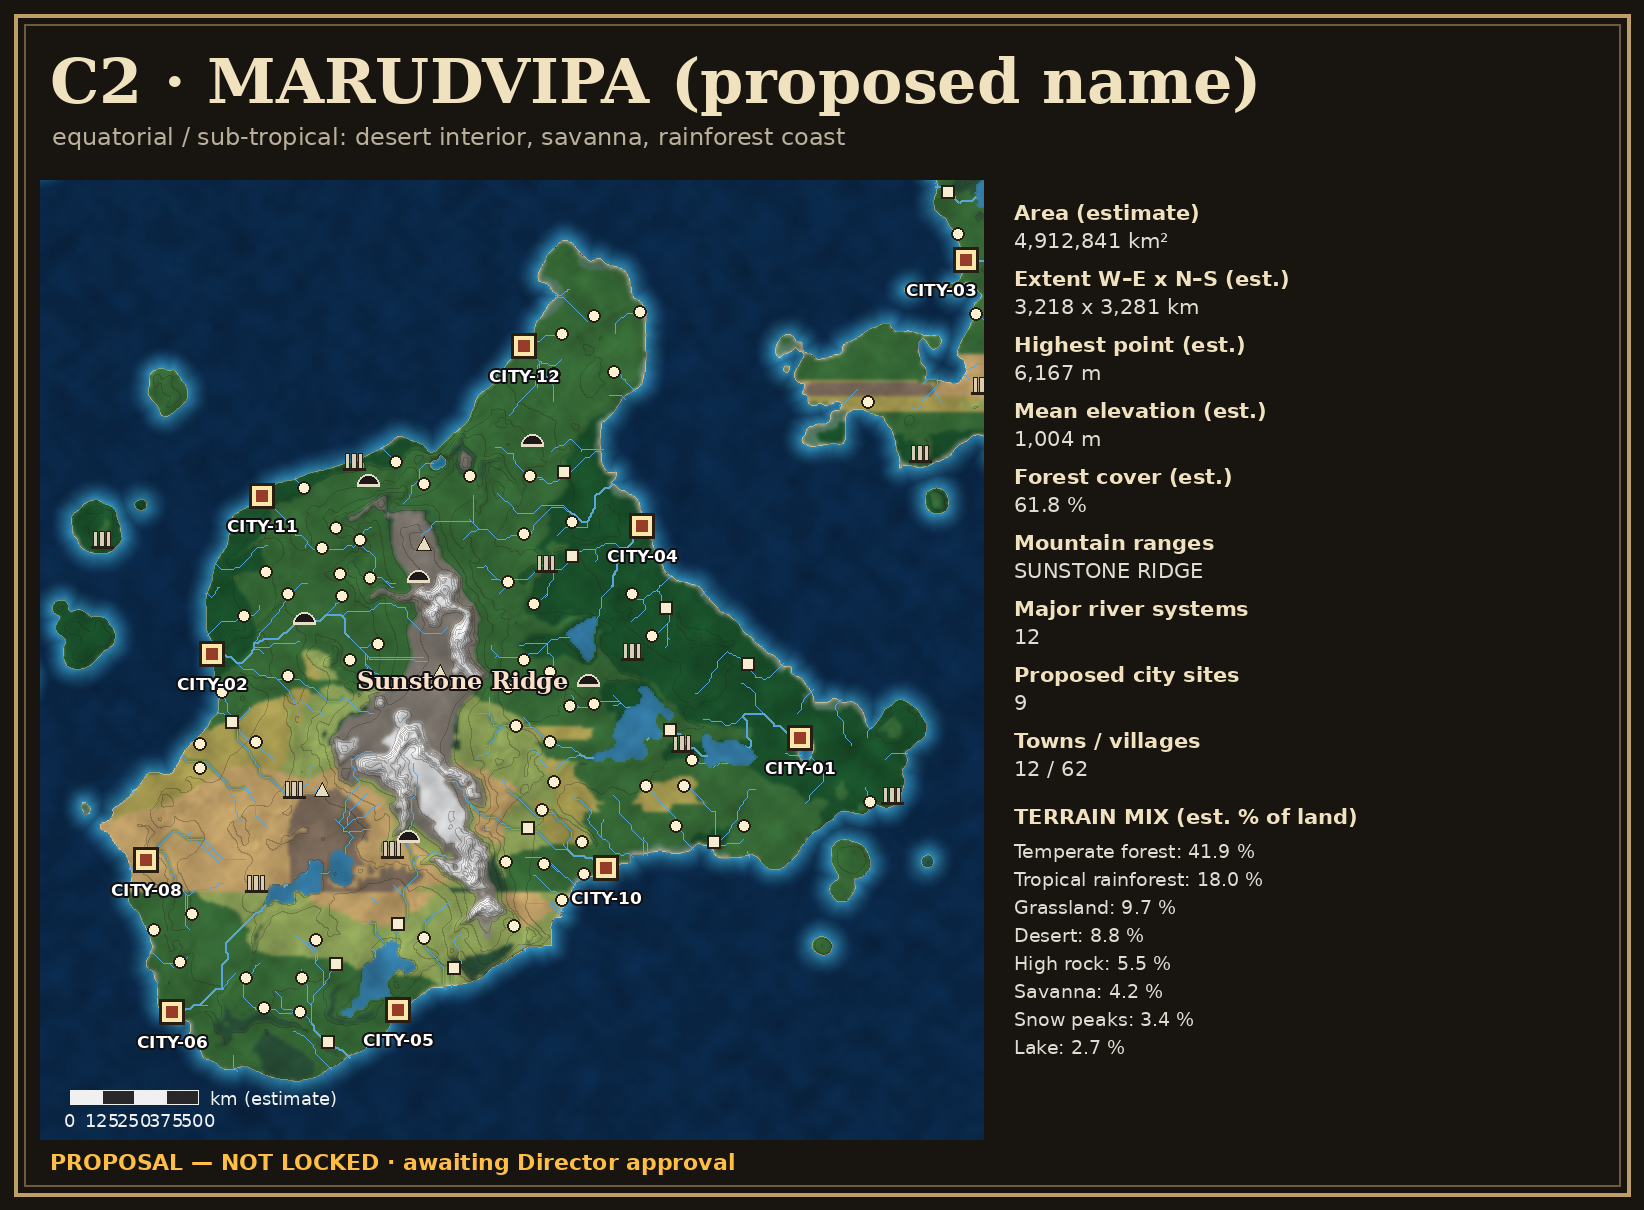 C2 · MARUDVIPA (proposed name)
equatorial / sub-tropical: desert interior, savanna, rainforest coast
CITY-03
CITY-12
CITY-11
CITY-04
CITY-02
Sunstone Ridge
CITY-01
CITY-08
CITY-10
CITY-06
CITY-05
km (estimate)
0 125 250 375 500
Area (estimate)
4,912,841 km²
Extent W–E x N–S (est.)
3,218 x 3,281 km
Highest point (est.)
6,167 m
Mean elevation (est.)
1,004 m
Forest cover (est.)
61.8 %
Mountain ranges
SUNSTONE RIDGE
Major river systems
12
Proposed city sites
9
Towns / villages
12 / 62
TERRAIN MIX (est. % of land)
Temperate forest: 41.9 %
Tropical rainforest: 18.0 %
Grassland: 9.7 %
Desert: 8.8 %
High rock: 5.5 %
Savanna: 4.2 %
Snow peaks: 3.4 %
Lake: 2.7 %
PROPOSAL — NOT LOCKED · awaiting Director approval